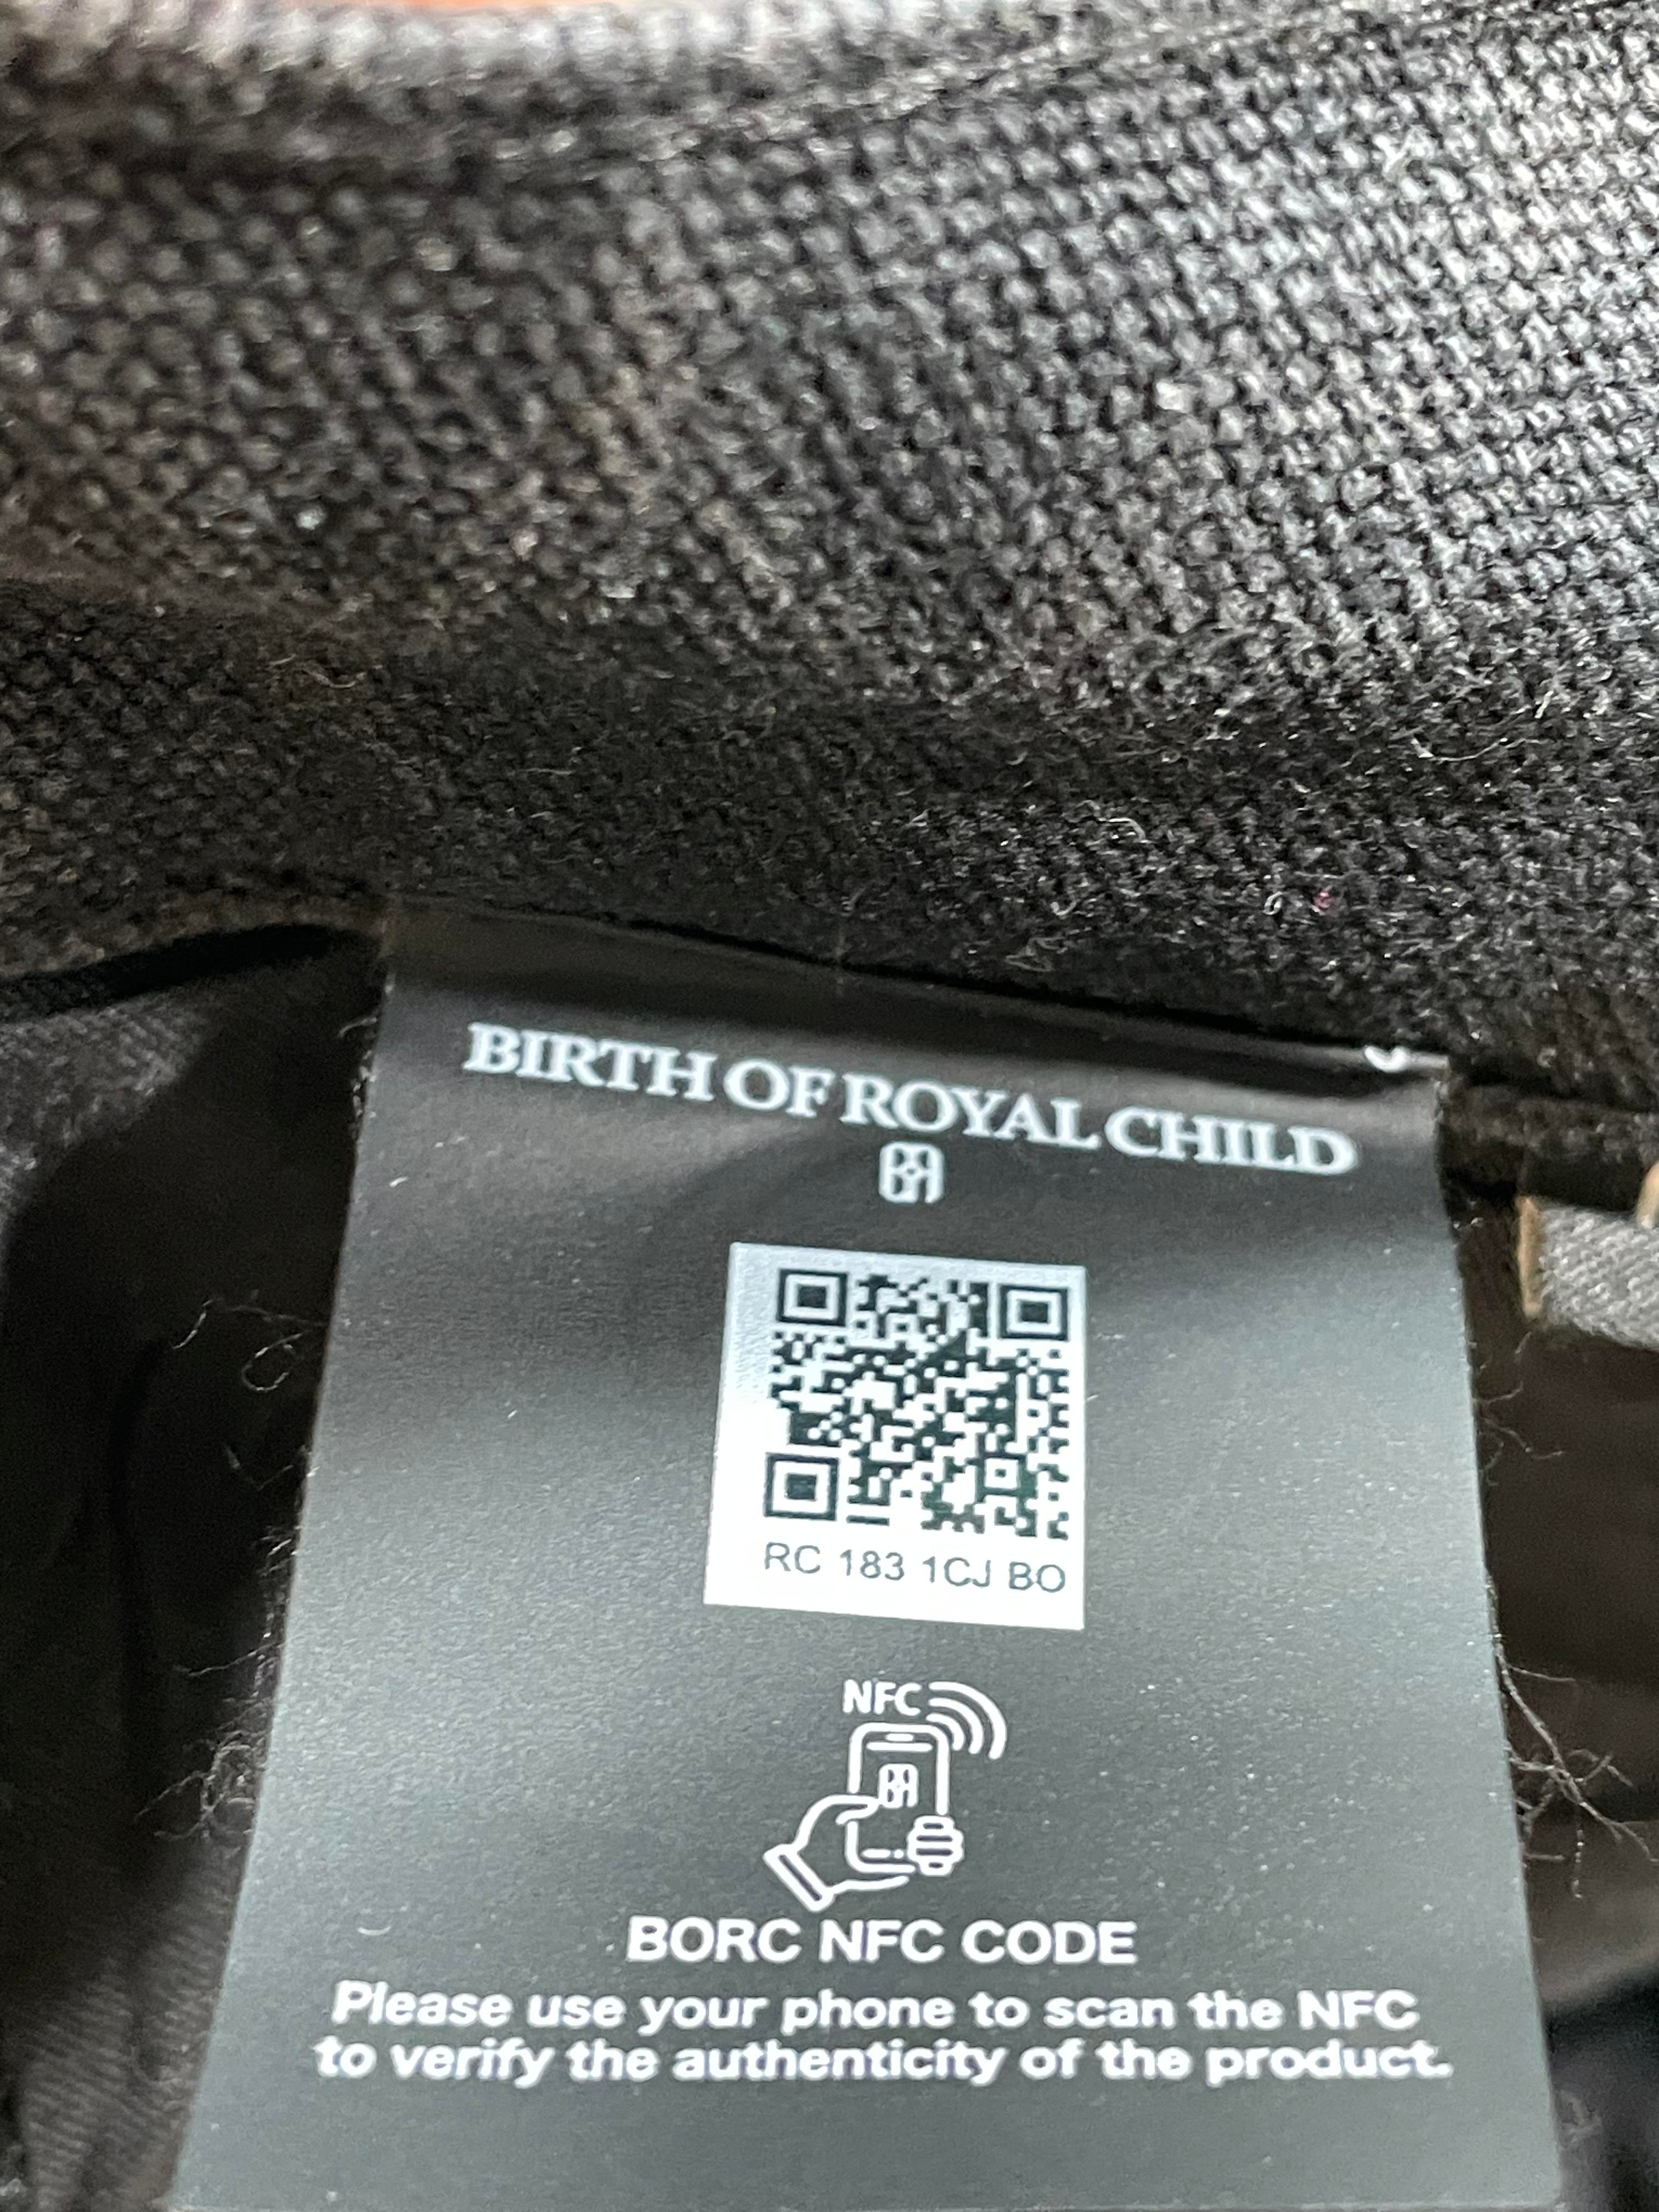 BIRTH OF ROYAL CHILD
RC 183 1CJ BO
NFC
BORC NFC CODE
Please use your phone to scan the NFC
to verify the authenticity of the product.